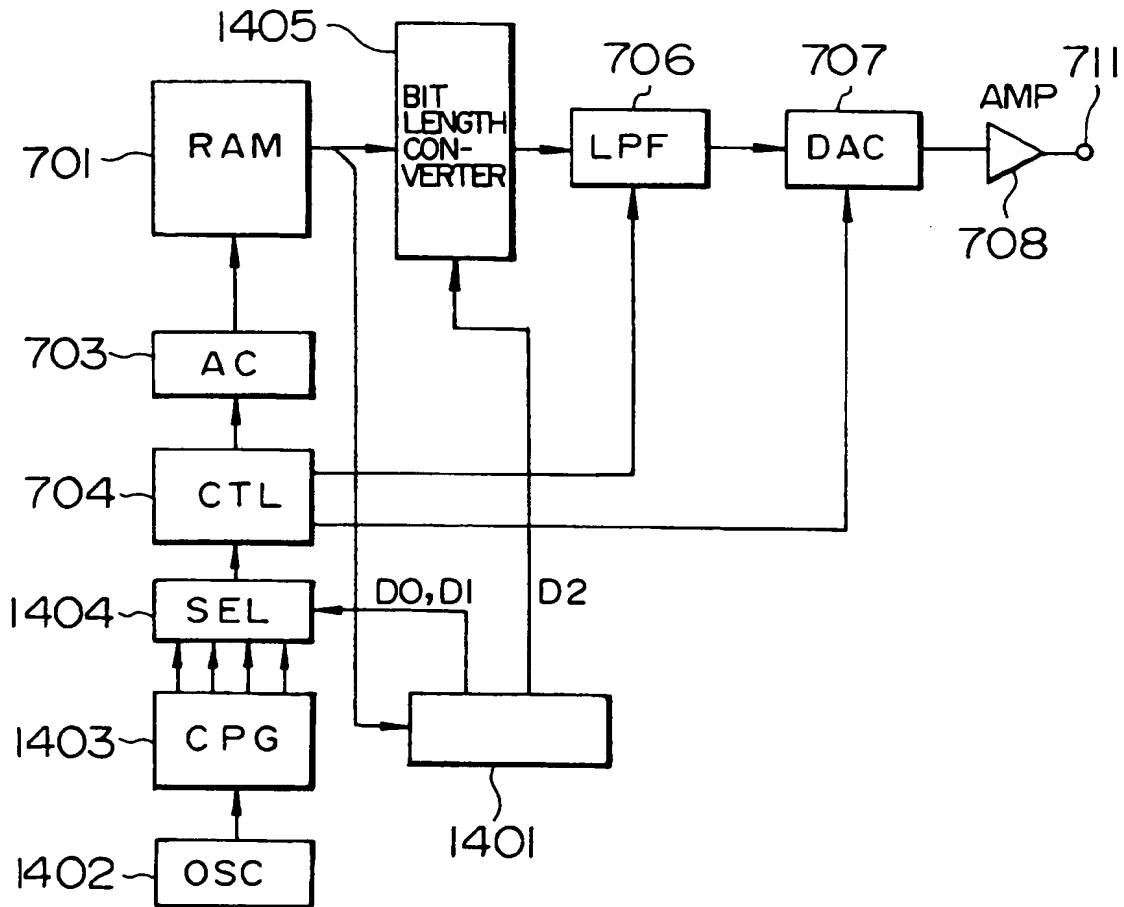 1405
706
707
711
AMP
BIT
LENGTH
CON-
VERTER
RAM
LPF
DAC
701
708
703
AC
704
CTL
D0, D1
D2
1404
SEL
1403
CPG
1401
1402
OSC